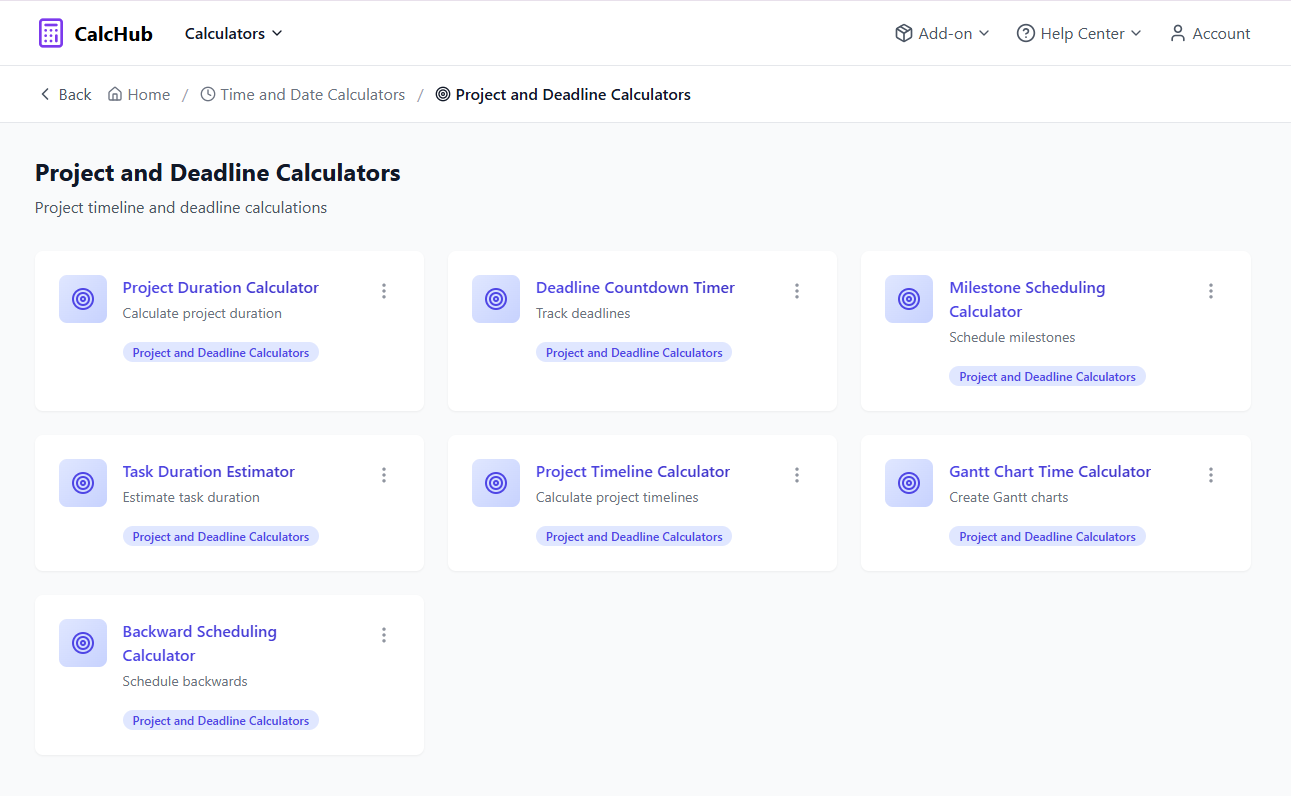 CalcHub
Calculators
Add-on
Help Center
Account
Back
Home
/
Time and Date Calculators
/
Project and Deadline Calculators
Project and Deadline Calculators
Project timeline and deadline calculations
Project Duration Calculator
Calculate project duration
Project and Deadline Calculators
Deadline Countdown Timer
Track deadlines
Project and Deadline Calculators
Milestone Scheduling
Calculator
Schedule milestones
Project and Deadline Calculators
Task Duration Estimator
Estimate task duration
Project and Deadline Calculators
Project Timeline Calculator
Calculate project timelines
Project and Deadline Calculators
Gantt Chart Time Calculator
Create Gantt charts
Project and Deadline Calculators
Backward Scheduling
Calculator
Schedule backwards
Project and Deadline Calculators